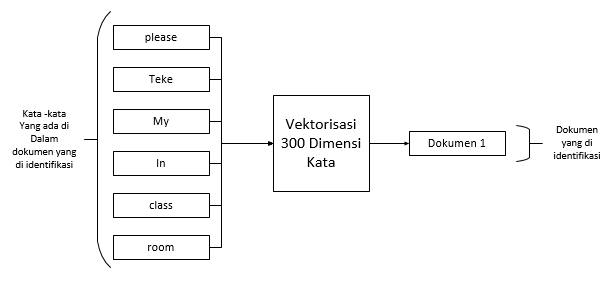 Kata -kata
Yang ada di
Dalam
dokumen yang
di identifikasi
please
Teke
My
In
class
room
Vektorisasi
300 Dimensi
Kata
Dokumen 1
Dokumen
yang di
identifikasi